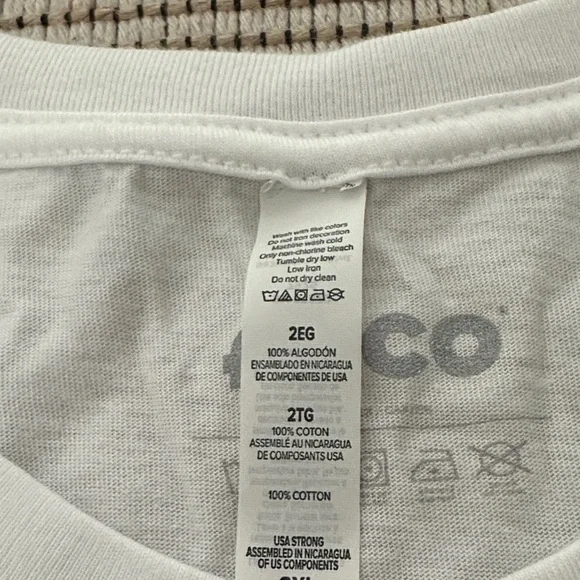 Wash with like colors
Do not iron decoration
Machine wash cold
Only non-chlorine bleach
Tumble dry low
Low iron
Do not dry clean
2EG
100% ALGODÓN
ENSAMBLADO EN NICARAGUA
DE COMPONENTES DE USA
2TG
100% COTON
ASSEMBLÉ AU NICARAGUA
DE COMPOSANTS USA
100% COTTON
USA STRONG
ASSEMBLED IN NICARAGUA
OF US COMPONENTS
CO